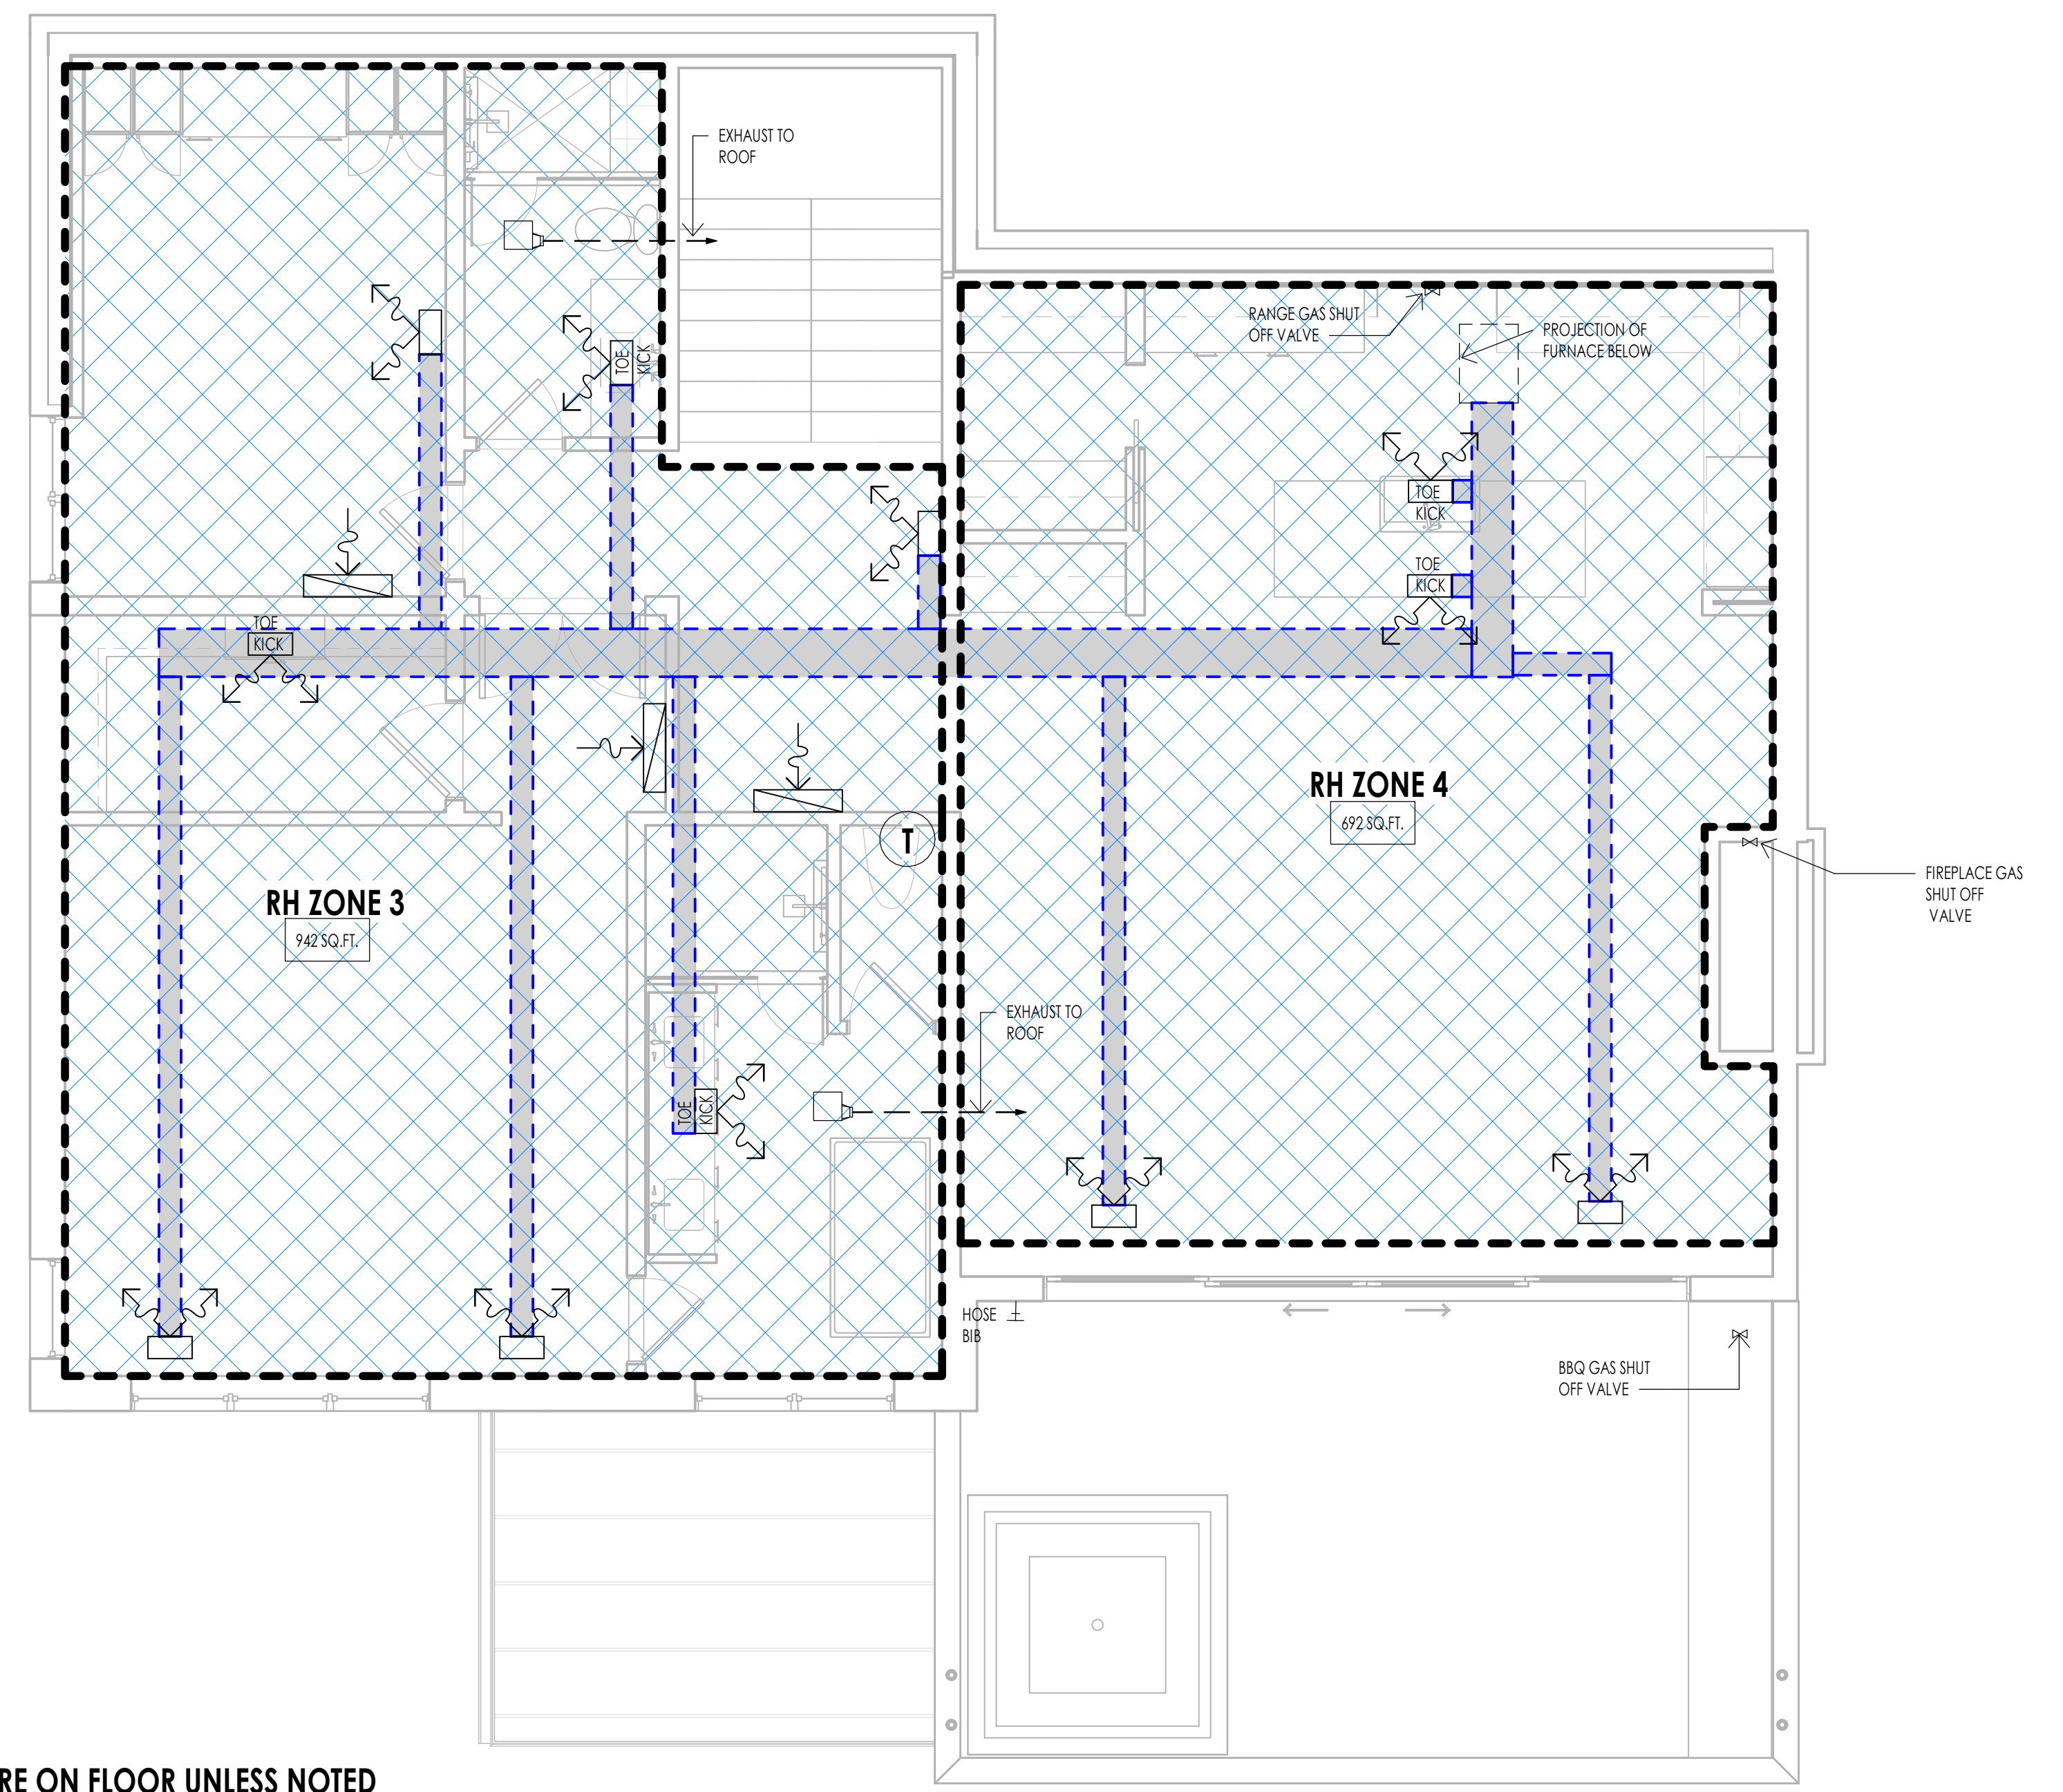 EXHAUST TO
ROOF
RANGE GAS SHUT
OFF VALVE
PROJECTION OF
FURNACE BELOW
TOE
KICK
TOE
KICK
TOE
KICK
TOE
KICK
RH ZONE 4
692 SQ.FT.
T
FIREPLACE GAS
SHUT OFF
VALVE
RH ZONE 3
942 SQ.FT.
EXHAUST TO
ROOF
TOE
KICK
HOSE
BIB
BBQ GAS SHUT
OFF VALVE
RE ON FLOOR UNLESS NOTED